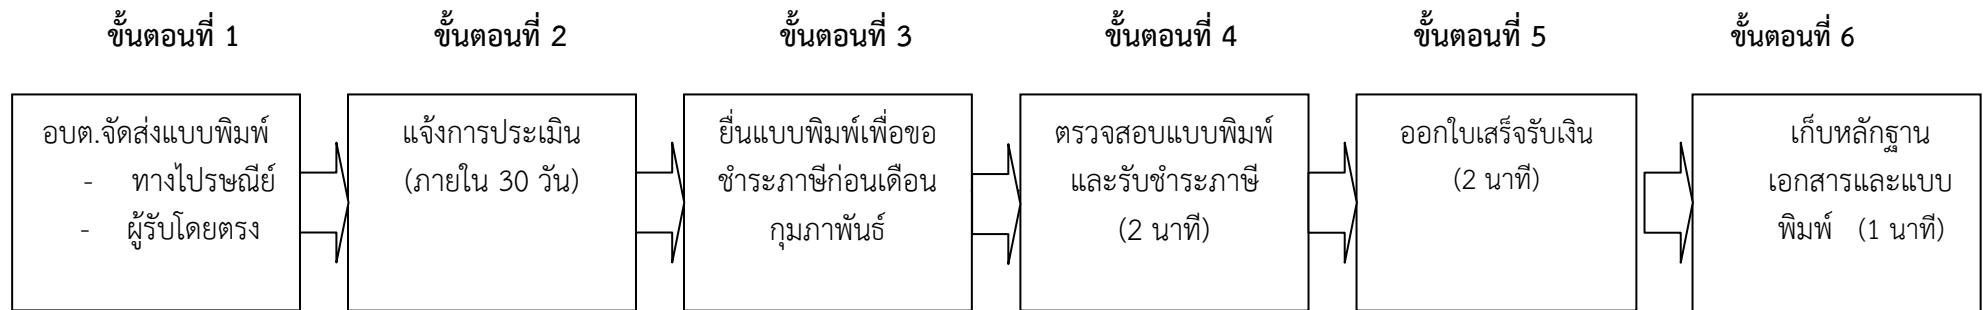 ขั้นตอนที่ 1
ขั้นตอนที่ 2
ขั้นตอนที่ 3
ขั้นตอนที่ 4
ขั้นตอนที่ 5
ขั้นตอนที่ 6
อบต.จัดส่งแบบพิมพ์
- ทางไปรษณีย์
- ผู้รับโดยตรง
แจ้งการประเมิน
(ภายใน 30 วัน)
ยื่นแบบพิมพ์เพื่อขอ
ชำระภาษีก่อนเดือน
กุมภาพันธ์
ตรวจสอบแบบพิมพ์
และรับชำระภาษี
(2 นาที)
ออกใบเสร็จรับเงิน
(2 นาที)
เก็บหลักฐาน
เอกสารและแบบ
พิมพ์ (1 นาที)